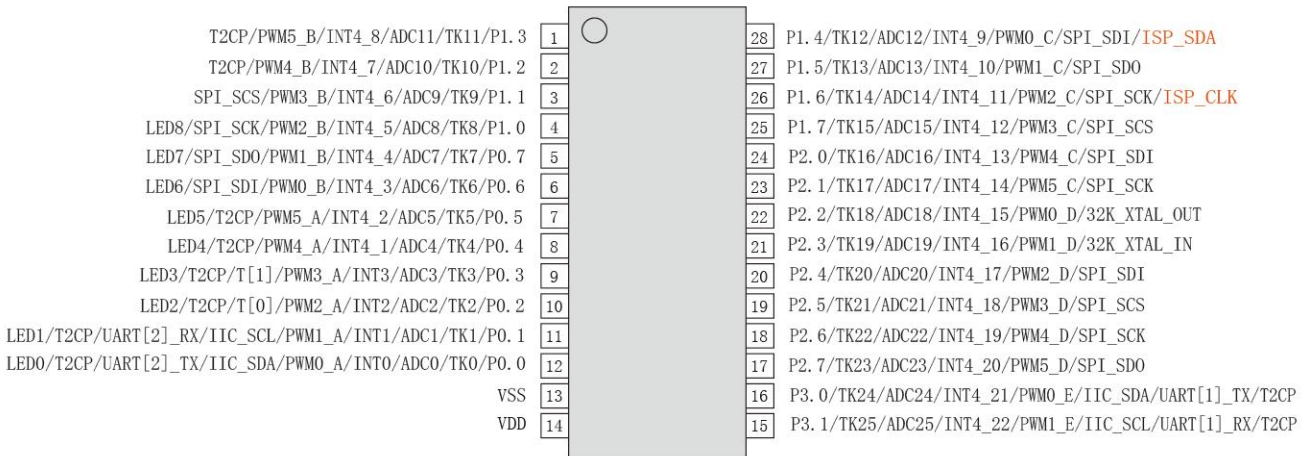 T2CP/PWM5_B/INT4_8/ADC11/TK11/P1.3 1
28 P1.4/TK12/ADC12/INT4_9/PWM0_C/SPI_SDI/ISP_SDA
T2CP/PWM4_B/INT4_7/ADC10/TK10/P1.2 2
27 P1.5/TK13/ADC13/INT4_10/PWM1_C/SPI_SDO
SPI_SCS/PWM3_B/INT4_6/ADC9/TK9/P1.1 3
26 P1.6/TK14/ADC14/INT4_11/PWM2_C/SPI_SCK/ISP_CLK
LED8/SPI_SCK/PWM2_B/INT4_5/ADC8/TK8/P1.0 4
25 P1.7/TK15/ADC15/INT4_12/PWM3_C/SPI_SCS
LED7/SPI_SDO/PWM1_B/INT4_4/ADC7/TK7/P0.7 5
24 P2.0/TK16/ADC16/INT4_13/PWM4_C/SPI_SDI
LED6/SPI_SDI/PWM0_B/INT4_3/ADC6/TK6/P0.6 6
23 P2.1/TK17/ADC17/INT4_14/PWM5_C/SPI_SCK
LED5/T2CP/PWM5_A/INT4_2/ADC5/TK5/P0.5 7
22 P2.2/TK18/ADC18/INT4_15/PWM0_D/32K_XTAL_OUT
LED4/T2CP/PWM4_A/INT4_1/ADC4/TK4/P0.4 8
21 P2.3/TK19/ADC19/INT4_16/PWM1_D/32K_XTAL_IN
LED3/T2CP/T[1]/PWM3_A/INT3/ADC3/TK3/P0.3 9
20 P2.4/TK20/ADC20/INT4_17/PWM2_D/SPI_SDI
LED2/T2CP/T[0]/PWM2_A/INT2/ADC2/TK2/P0.2 10
19 P2.5/TK21/ADC21/INT4_18/PWM3_D/SPI_SCS
LED1/T2CP/UART[2]_RX/IIC_SCL/PWM1_A/INT1/ADC1/TK1/P0.1 11
18 P2.6/TK22/ADC22/INT4_19/PWM4_D/SPI_SCK
LED0/T2CP/UART[2]_TX/IIC_SDA/PWM0_A/INT0/ADC0/TK0/P0.0 12
17 P2.7/TK23/ADC23/INT4_20/PWM5_D/SPI_SDO
VSS 13
16 P3.0/TK24/ADC24/INT4_21/PWM0_E/IIC_SDA/UART[1]_TX/T2CP
VDD 14
15 P3.1/TK25/ADC25/INT4_22/PWM1_E/IIC_SCL/UART[1]_RX/T2CP